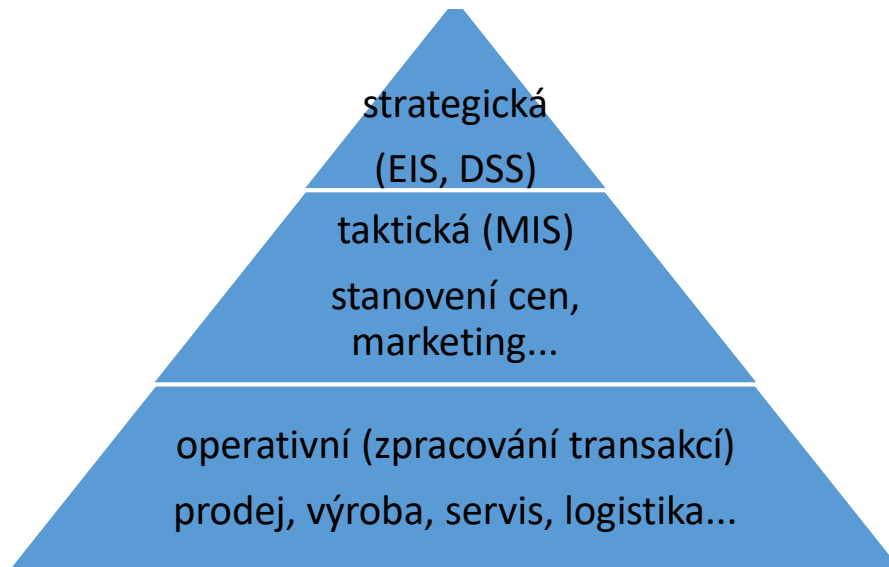 strategická
(EIS, DSS)
taktická (MIS)
stanovení cen,
marketing...
operativní (zpracování transakcí)
prodej, výroba, servis, logistika...